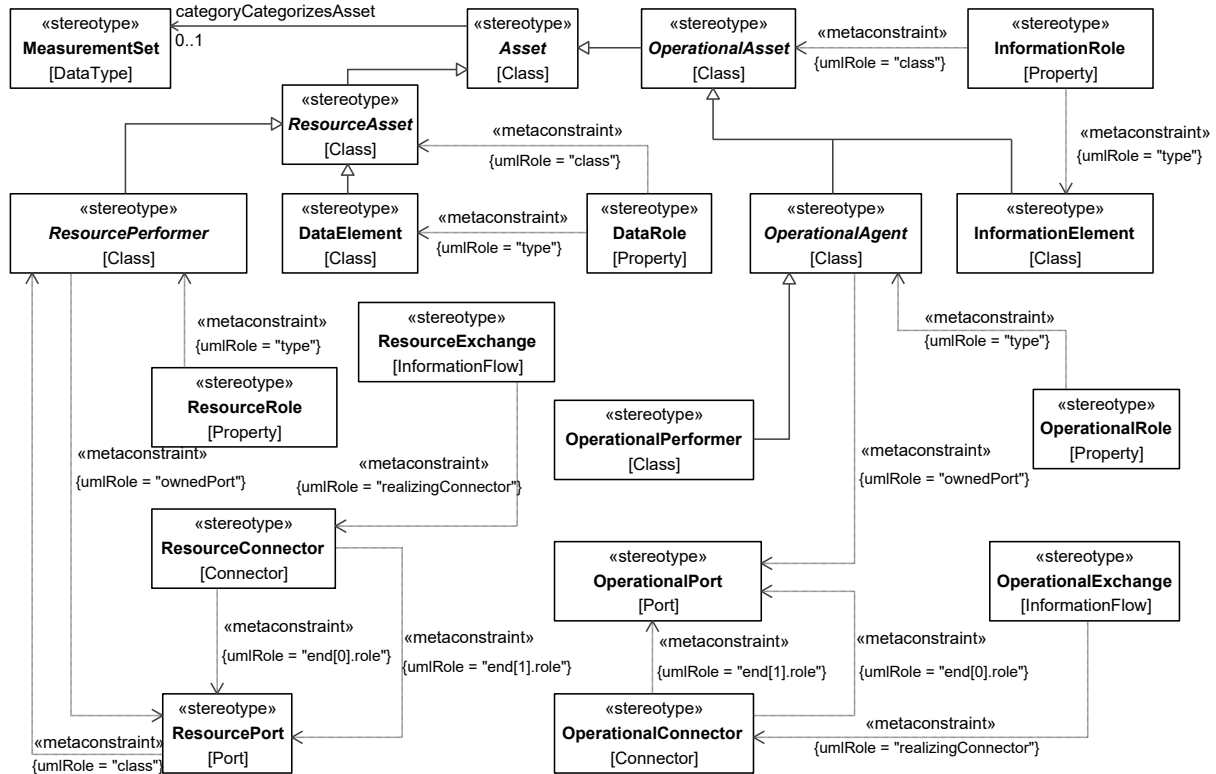 categoryCategorizesAsset
0..1
«stereotype»
MeasurementSet
[DataType]
«stereotype»
Asset
[Class]
«stereotype»
OperationalAsset
[Class]
«metaconstraint»
{umlRole = "class"}
«stereotype»
InformationRole
[Property]
«stereotype»
ResourceAsset
[Class]
«metaconstraint»
{umlRole = "class"}
«metaconstraint»
{umlRole = "type"}
«stereotype»
ResourcePerformer
[Class]
«stereotype»
DataElement
[Class]
«metaconstraint»
{umlRole = "type"}
«stereotype»
DataRole
[Property]
«stereotype»
OperationalAgent
[Class]
«stereotype»
InformationElement
[Class]
«metaconstraint»
{umlRole = "type"}
«stereotype»
ResourceExchange
[InformationFlow]
«metaconstraint»
{umlRole = "type"}
«stereotype»
ResourceRole
[Property]
«stereotype»
OperationalPerformer
[Class]
«stereotype»
OperationalRole
[Property]
«metaconstraint»
{umlRole = "ownedPort"}
«metaconstraint»
{umlRole = "realizingConnector"}
«metaconstraint»
{umlRole = "ownedPort"}
«stereotype»
ResourceConnector
[Connector]
«stereotype»
OperationalPort
[Port]
«stereotype»
OperationalExchange
[InformationFlow]
«metaconstraint»
{umlRole = "end[0].role"}
«metaconstraint»
{umlRole = "end[1].role"}
«metaconstraint»
{umlRole = "end[1].role"}
«metaconstraint»
{umlRole = "end[0].role"}
«stereotype»
ResourcePort
[Port]
«metaconstraint»
{umlRole = "class"}
«stereotype»
OperationalConnector
[Connector]
«metaconstraint»
{umlRole = "realizingConnector"}